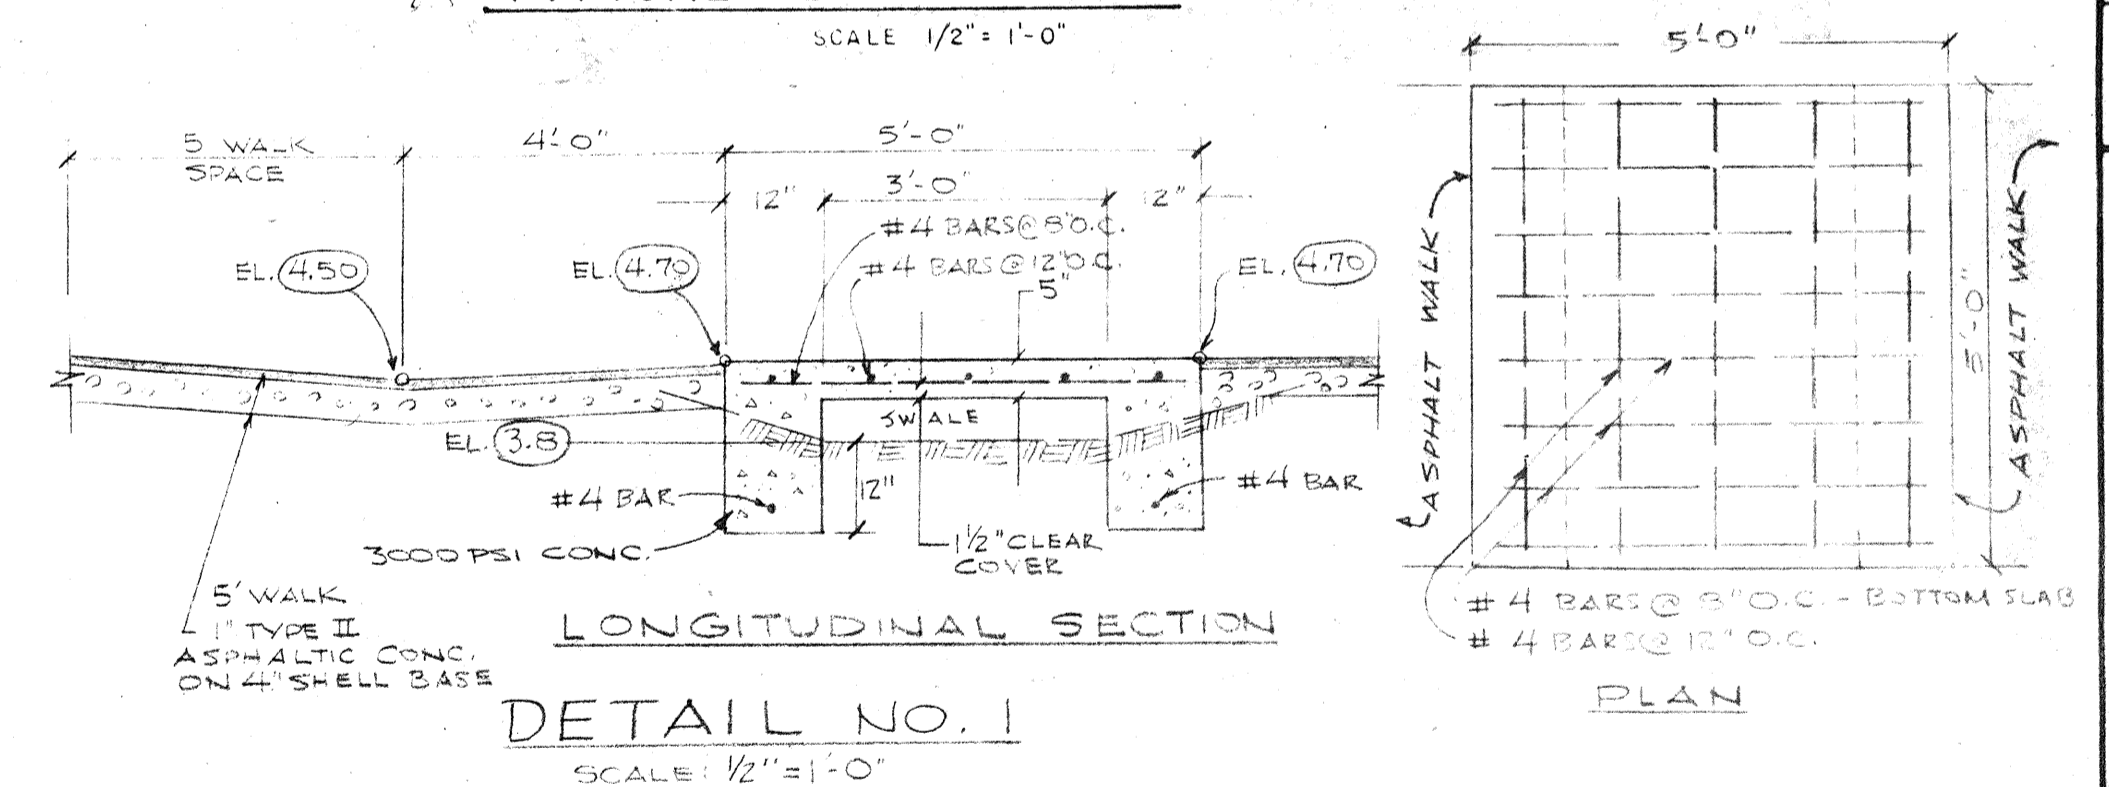 SCALE 1/2" = 1'-0"
5 WALK
SPACE
4'-0"
5'-0"
12"
3'-0"
12"
#4 BARS@8"O.C.
#4 BARS@12"O.C.
5"
EL. 4.50
EL. 4.70
EL. 4.70
SWALE
EL. 3.8
12"
#4 BAR
#4 BAR
3000 PSI CONC.
1 1/2" CLEAR
COVER
5' WALK
1" TYPE II
ASPHALTIC CONC.
ON 4" SHELL BASE
LONGITUDINAL SECTION
DETAIL NO. 1
SCALE: 1/2" = 1'-0"
5'-0"
ASPHALT WALK
5'-0"
ASPHALT WALK
#4 BARS@ 8" O.C. - BOTTOM SLAB
#4 BARS@ 12" O.C.
PLAN